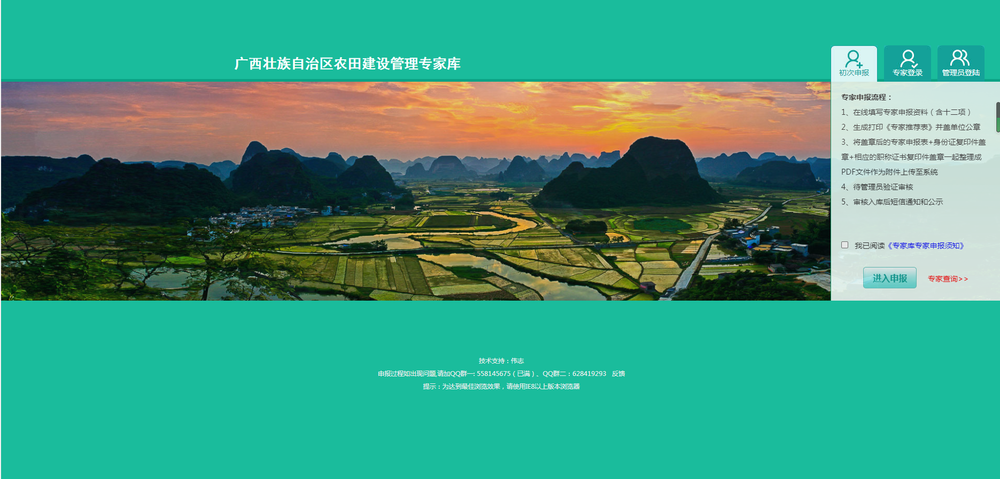 广西壮族自治区农田建设管理专家库
初次申报
专家登录
管理员登陆
专家申报流程：
1、在线填写专家申报资料（含十二项）
2、生成打印《专家推荐表》并盖单位公章
3、将盖章后的专家申报表+身份证复印件盖
章+相应的职称证书复印件盖章一起整理成
PDF文件作为附件上传至系统
4、待管理员验证审核
5、审核入库后短信通知和公示
我已阅读《专家库专家申报须知》
进入申报 专家查询>>
技术支持：伟志
申报过程如出现问题,请加QQ群一: 558145675（已满）、QQ群二：628419293 反馈
提示：为达到最佳浏览效果，请使用IE8以上版本浏览器